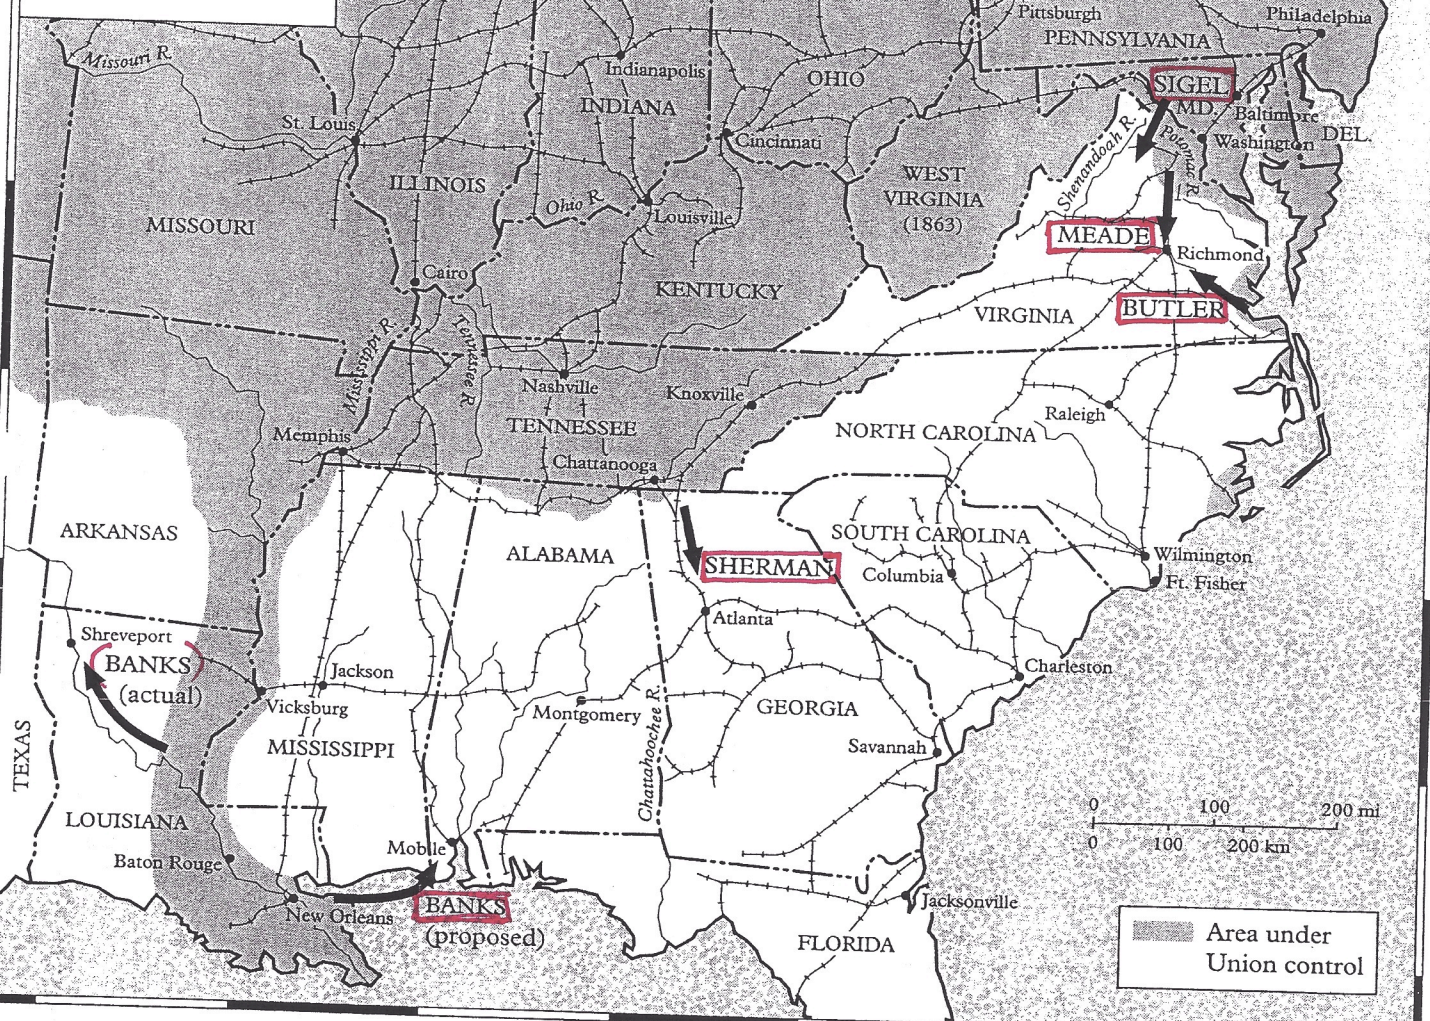 Pittsburgh
Philadelphia
PENNSYLVANIA
Missouri R.
Indianapolis
OHIO
SIGEL
INDIANA
MD.
Baltimore
St. Louis
Cincinnati
Potomac R.
Washington
DEL.
Shenandoah R.
ILLINOIS
WEST
VIRGINIA
(1863)
Ohio R.
Louisville
MISSOURI
MEADE
Richmond
Cairo
KENTUCKY
VIRGINIA
BUTLER
Mississippi R.
Tennessee R.
Nashville
Knoxville
Raleigh
TENNESSEE
NORTH CAROLINA
Memphis
Chattanooga
ARKANSAS
ALABAMA
SOUTH CAROLINA
SHERMAN
Columbia
Wilmington
Ft. Fisher
Atlanta
Shreveport
BANKS
(actual)
Jackson
Charleston
Vicksburg
Montgomery
Chattahoochee R.
GEORGIA
TEXAS
MISSISSIPPI
Savannah
LOUISIANA
0 100 200 mi
0 100 200 km
Mobile
Baton Rouge
New Orleans
BANKS
(proposed)
Jacksonville
FLORIDA
Area under
Union control